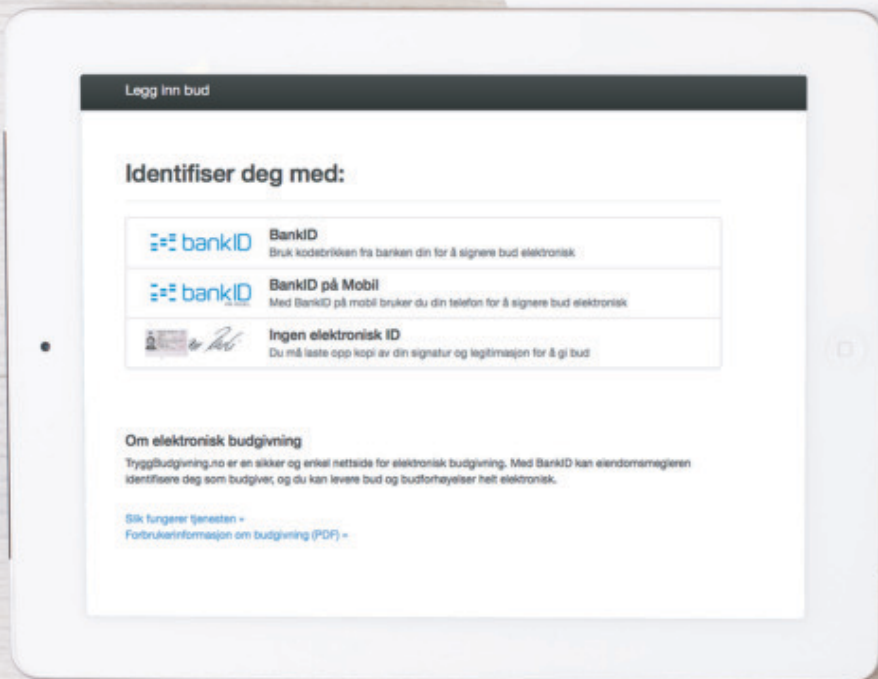 Legg inn bud
Identifiser deg med:
bankID
BankID
Bruk kodebrikken fra banken din for å signere bud elektronisk
bankID
BankID på Mobil
Med BankID på mobil bruker du din telefon for å signere bud elektronisk
Ingen elektronisk ID
Du må laste opp kopi av din signatur og legitimasjon for å gi bud
Om elektronisk budgivning
TryggBudgivning.no er en sikker og enkel nettside for elektronisk budgivning. Med BankID kan eiendomsmegleren
identifisere deg som budgiver, og du kan levere bud og budforhøyelser helt elektronisk.
Slik fungerer tjenesten »
Forbrukerinformasjon om budgivning (PDF) »